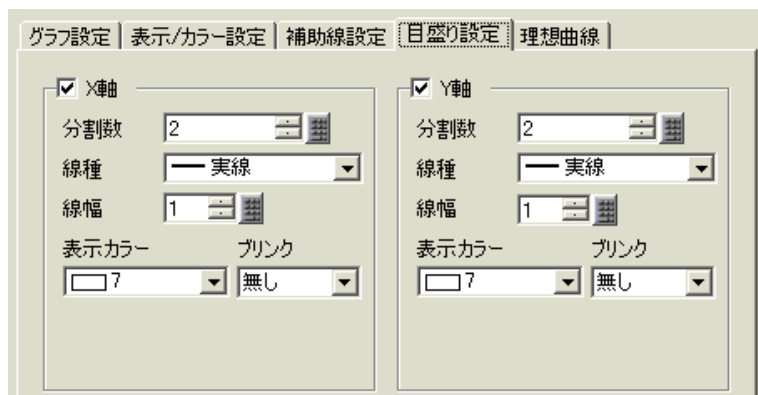 グラフ設定 表示/カラー設定 補助線設定 目盛り設定 理想曲線
X軸
分割数 2
線種 実線
線幅 1
表示カラー ブリンク
7 無し
Y軸
分割数 2
線種 実線
線幅 1
表示カラー ブリンク
7 無し